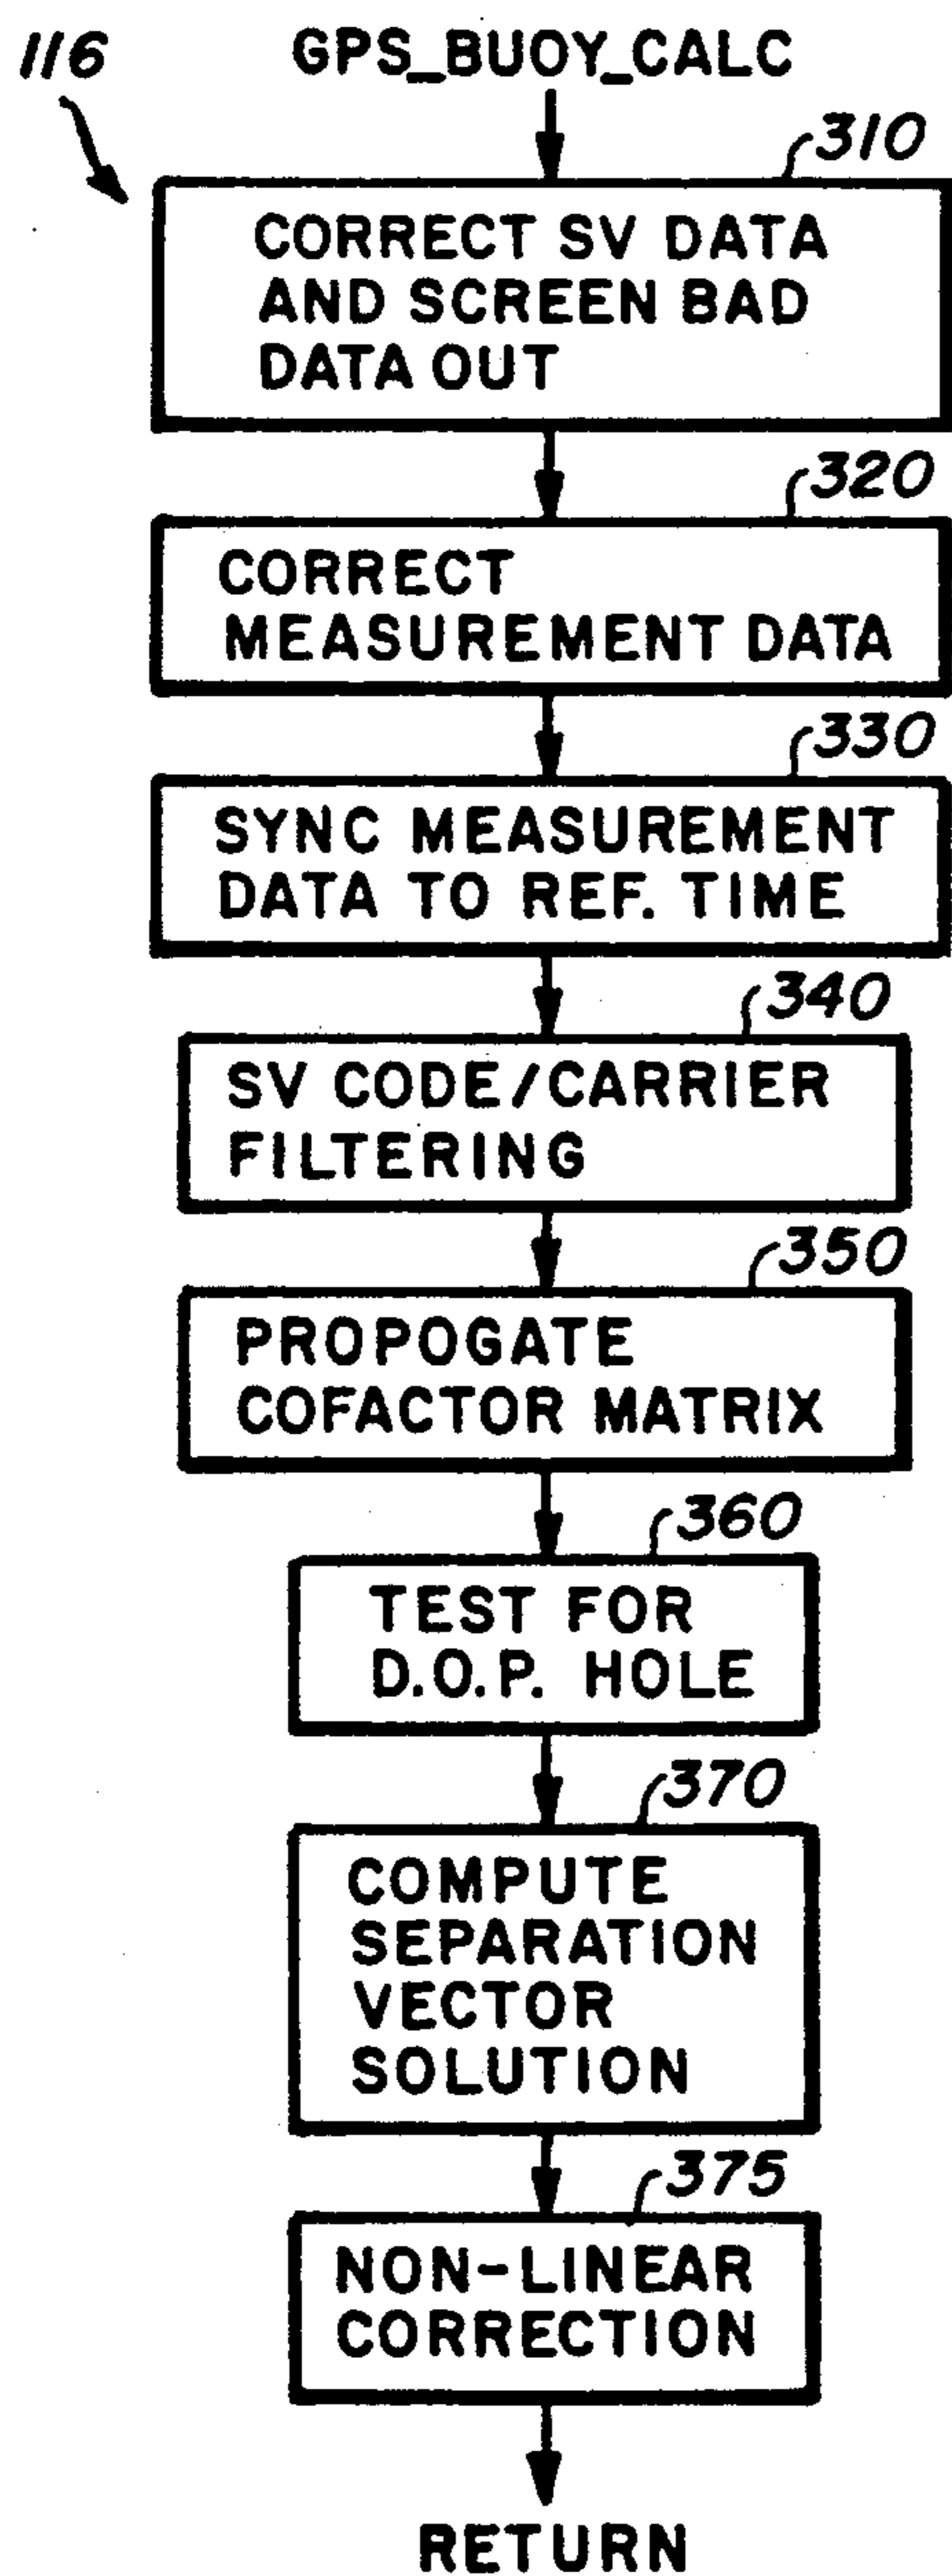 116
GPS_BUOY_CALC
310
CORRECT SV DATA
AND SCREEN BAD
DATA OUT
320
CORRECT
MEASUREMENT DATA
330
SYNC MEASUREMENT
DATA TO REF. TIME
340
SV CODE/CARRIER
FILTERING
350
PROPOGATE
COFACTOR MATRIX
360
TEST FOR
D.O.P. HOLE
370
COMPUTE
SEPARATION
VECTOR
SOLUTION
375
NON-LINEAR
CORRECTION
RETURN